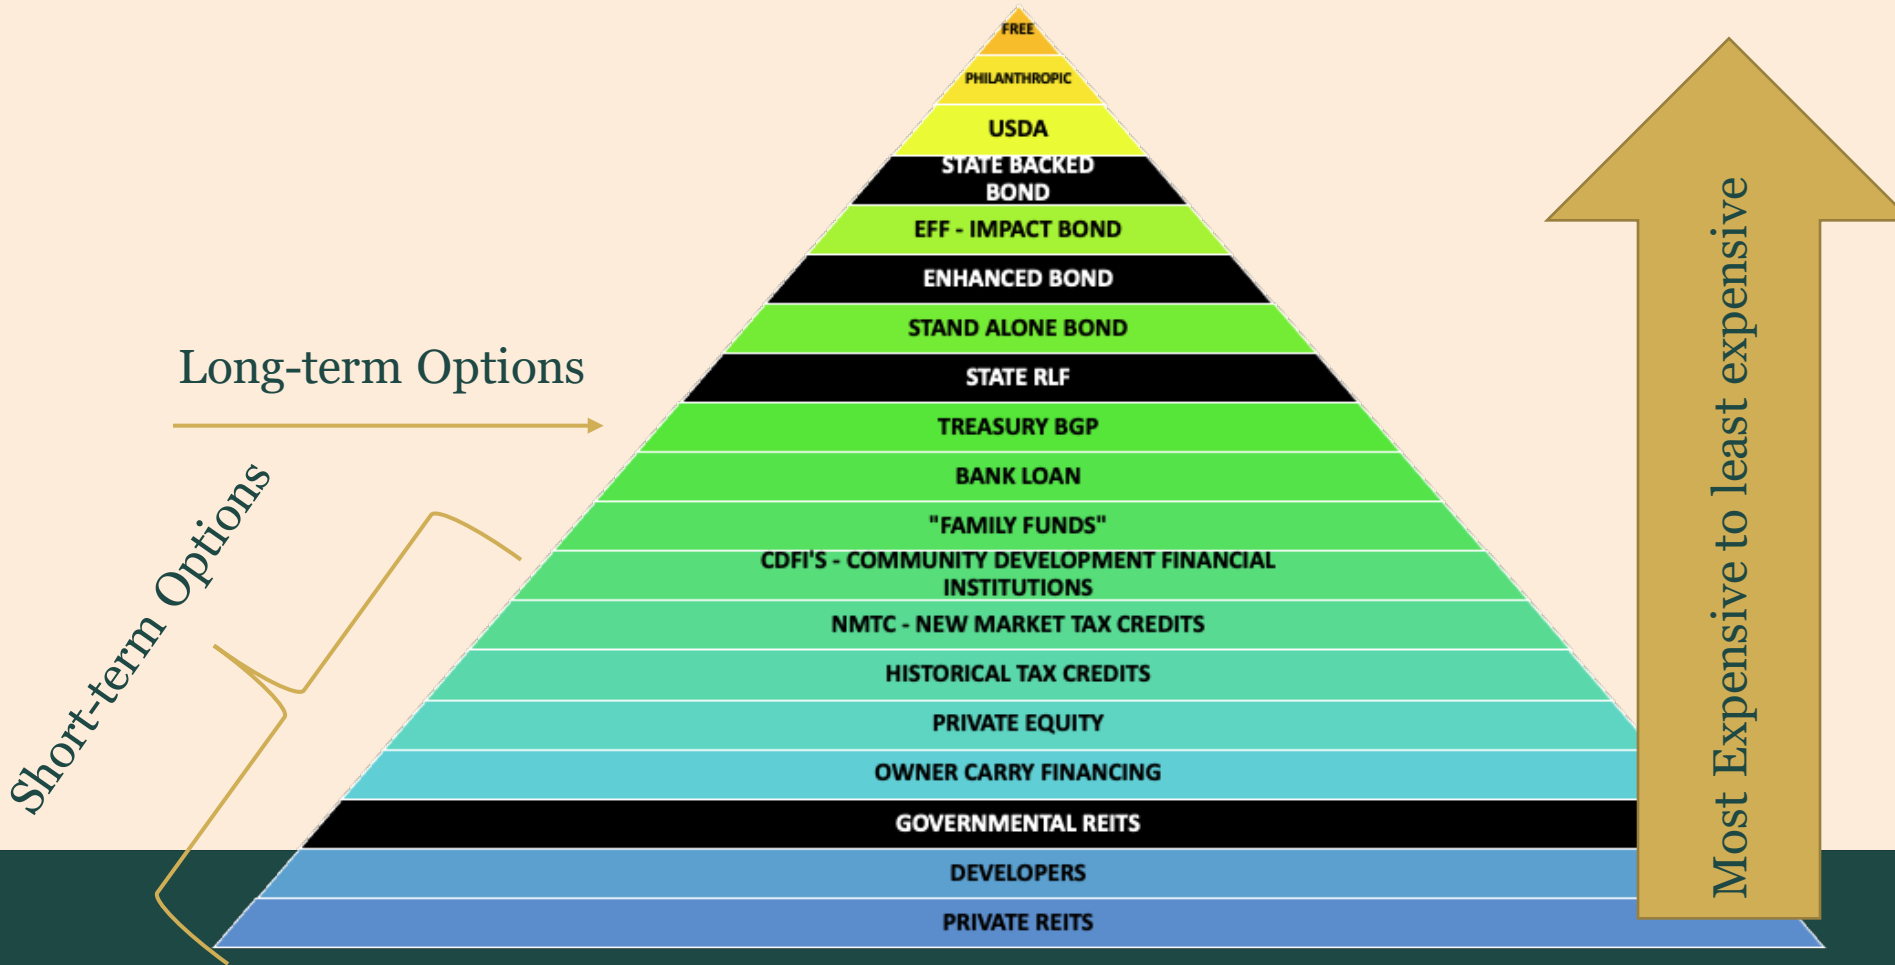 FREE
PHILANTHROPIC
USDA
STATE BACKED
BOND
EFF - IMPACT BOND
ENHANCED BOND
STAND ALONE BOND
STATE RLF
TREASURY BGP
BANK LOAN
"FAMILY FUNDS"
CDFI'S - COMMUNITY DEVELOPMENT FINANCIAL
INSTITUTIONS
NMTC - NEW MARKET TAX CREDITS
HISTORICAL TAX CREDITS
PRIVATE EQUITY
OWNER CARRY FINANCING
GOVERNMENTAL REITS
DEVELOPERS
PRIVATE REITS
Long-term Options
Short-term Options
Most Expensive to least expensive